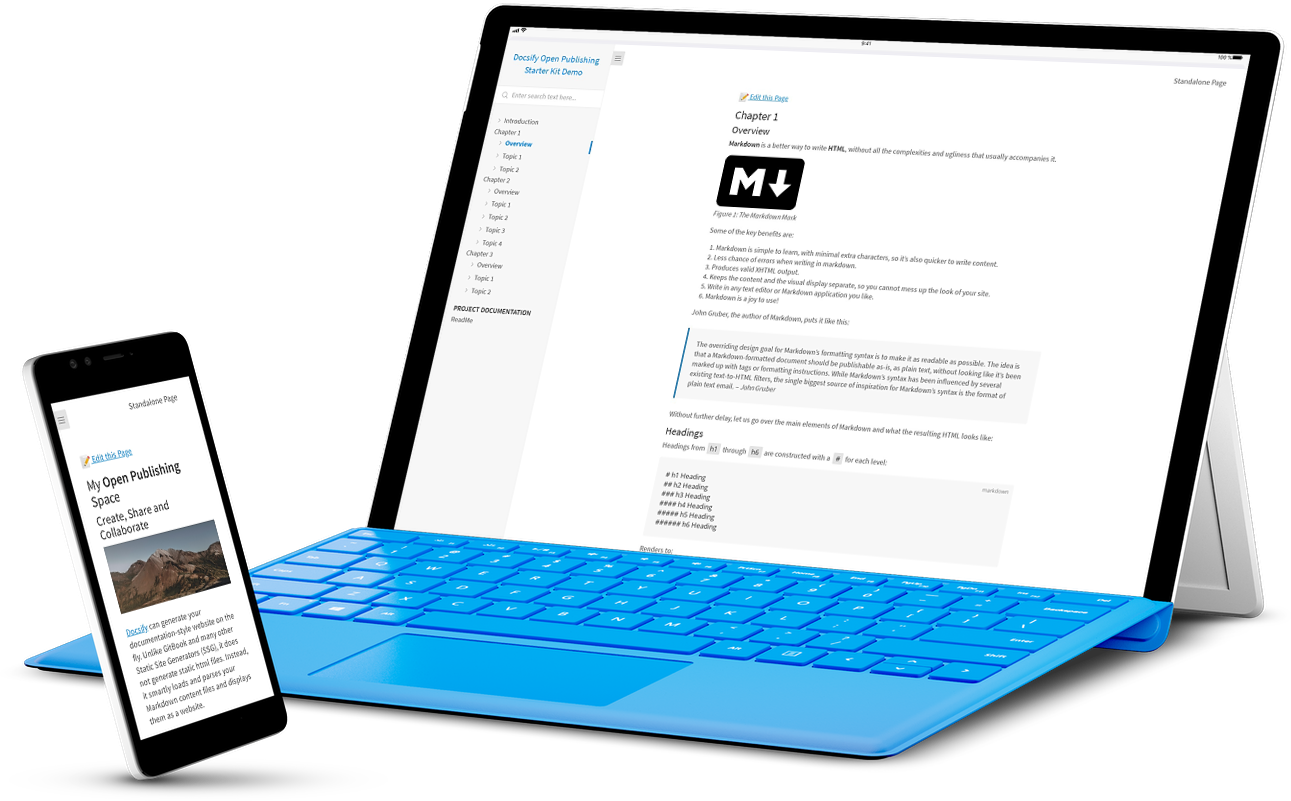 9:41
100 %
Docsify Open Publishing
Starter Kit Demo
Enter search text here...
Introduction
Chapter 1
Overview
Topic 1
Topic 2
Chapter 2
Overview
Topic 1
Topic 2
Topic 3
Topic 4
Chapter 3
Overview
Topic 1
Topic 2
PROJECT DOCUMENTATION
ReadMe
Standalone Page
Edit this Page
Chapter 1
Overview
Markdown is a better way to write HTML, without all the complexities and ugliness that usually accompanies it.
M
Figure 1: The Markdown Mark
Some of the key benefits are:
1. Markdown is simple to learn, with minimal extra characters, so it's also quicker to write content.
2. Less chance of errors when writing in markdown.
3. Produces valid XHTML output.
4. Keeps the content and the visual display separate, so you cannot mess up the look of your site.
5. Write in any text editor or Markdown application you like.
6. Markdown is a joy to use!
John Gruber, the author of Markdown, puts it like this:
The overriding design goal for Markdown's formatting syntax is to make it as readable as possible. The idea is
that a Markdown-formatted document should be publishable as-is, as plain text, without looking like it's been
marked up with tags or formatting instructions. While Markdown's syntax has been influenced by several
existing text-to-HTML filters, the single biggest source of inspiration for Markdown's syntax is the format of
plain text email. – John Gruber
Without further delay, let us go over the main elements of Markdown and what the resulting HTML looks like:
Headings
Headings from h1 through h6 are constructed with a # for each level:
markdown
# h1 Heading
## h2 Heading
### h3 Heading
#### h4 Heading
##### h5 Heading
###### h6 Heading
Renders to:
Standalone Page
Edit this Page
My Open Publishing
Space
Create, Share and
Collaborate
Docsify can generate your
documentation-style website on the
fly. Unlike GitBook and many other
Static Site Generators (SSG), it does
not generate static html files. Instead,
it smartly loads and parses your
Markdown content files and displays
them as a website.